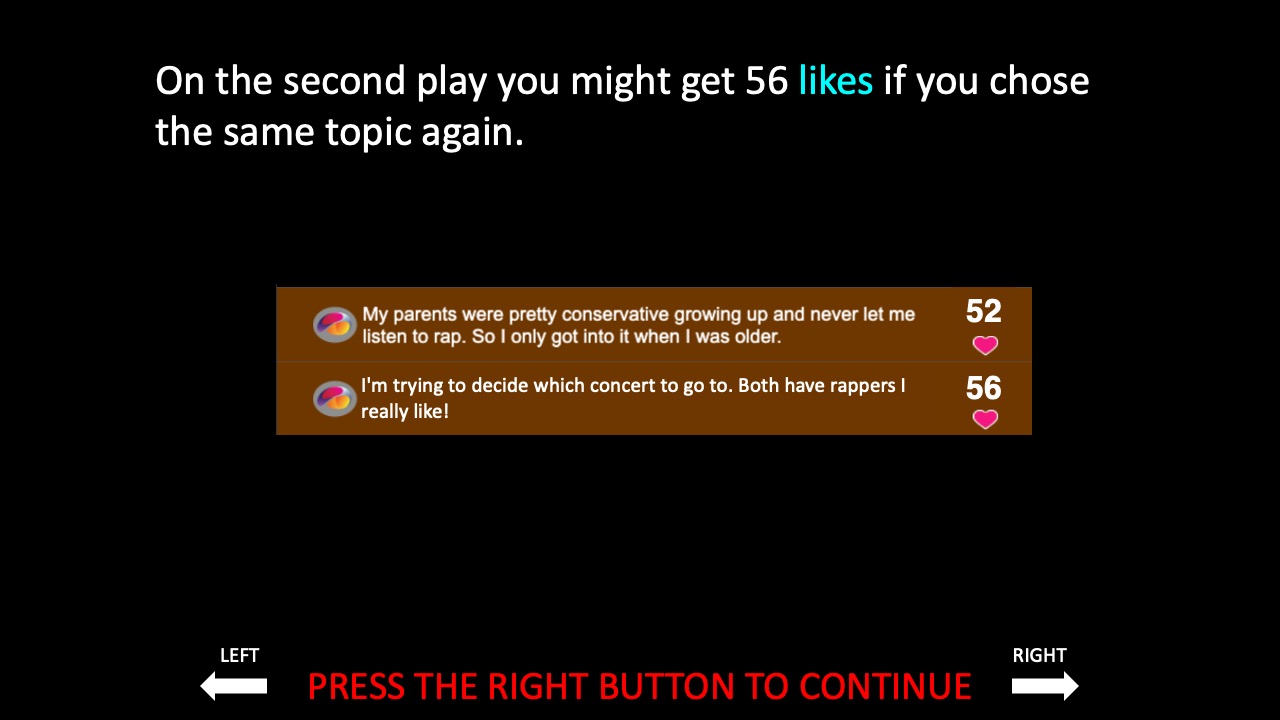 On the second play you might get 56 likes if you chose
the same topic again.
My parents were pretty conservative growing up and never let me
listen to rap. So I only got into it when I was older.
52
I'm trying to decide which concert to go to. Both have rappers I
really like!
56
LEFT
RIGHT
PRESS THE RIGHT BUTTON TO CONTINUE